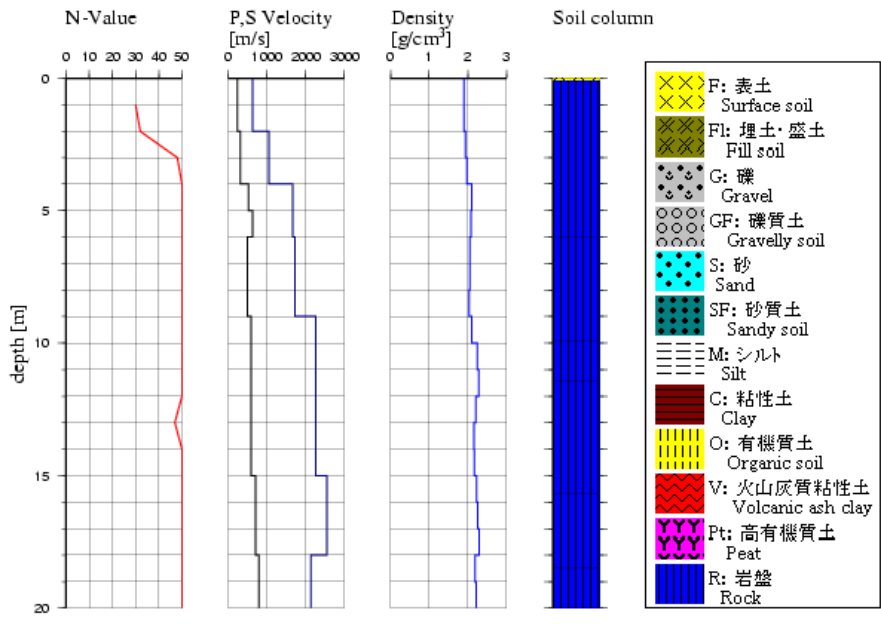 N-Value
P,S Velocity
[m/s]
Density
[g/cm³]
Soil column
0 10 20 30 40 50
0 1000 2000 3000
0 1 2 3
0
5
10
15
20
depth [m]
F: 表土
Surface soil
Fl: 埋土・盛土
Fill soil
G: 礫
Gravel
GF: 礫質土
Gravelly soil
S: 砂
Sand
SF: 砂質土
Sandy soil
M: シルト
Silt
C: 粘性土
Clay
O: 有機質土
Organic soil
V: 火山灰質粘性土
Volcanic ash clay
Pt: 高有機質土
Peat
R: 岩盤
Rock